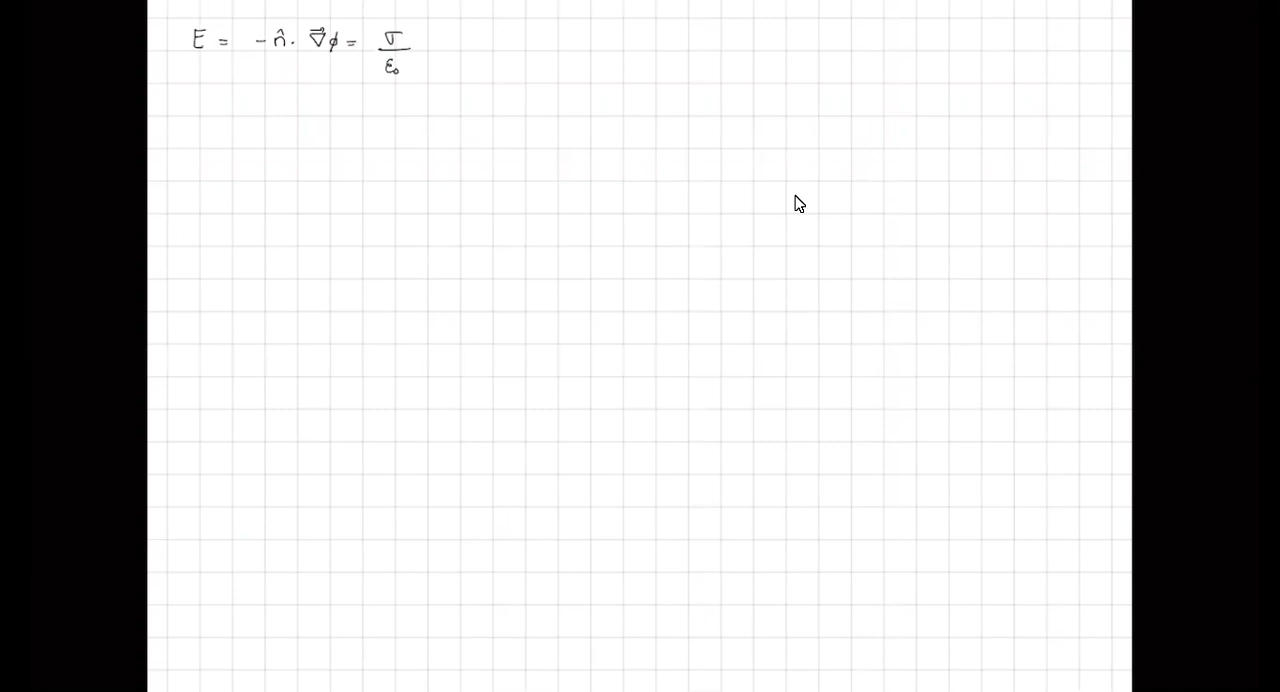 E = -n̂· ∇⃗ϕ = σ/ε₀